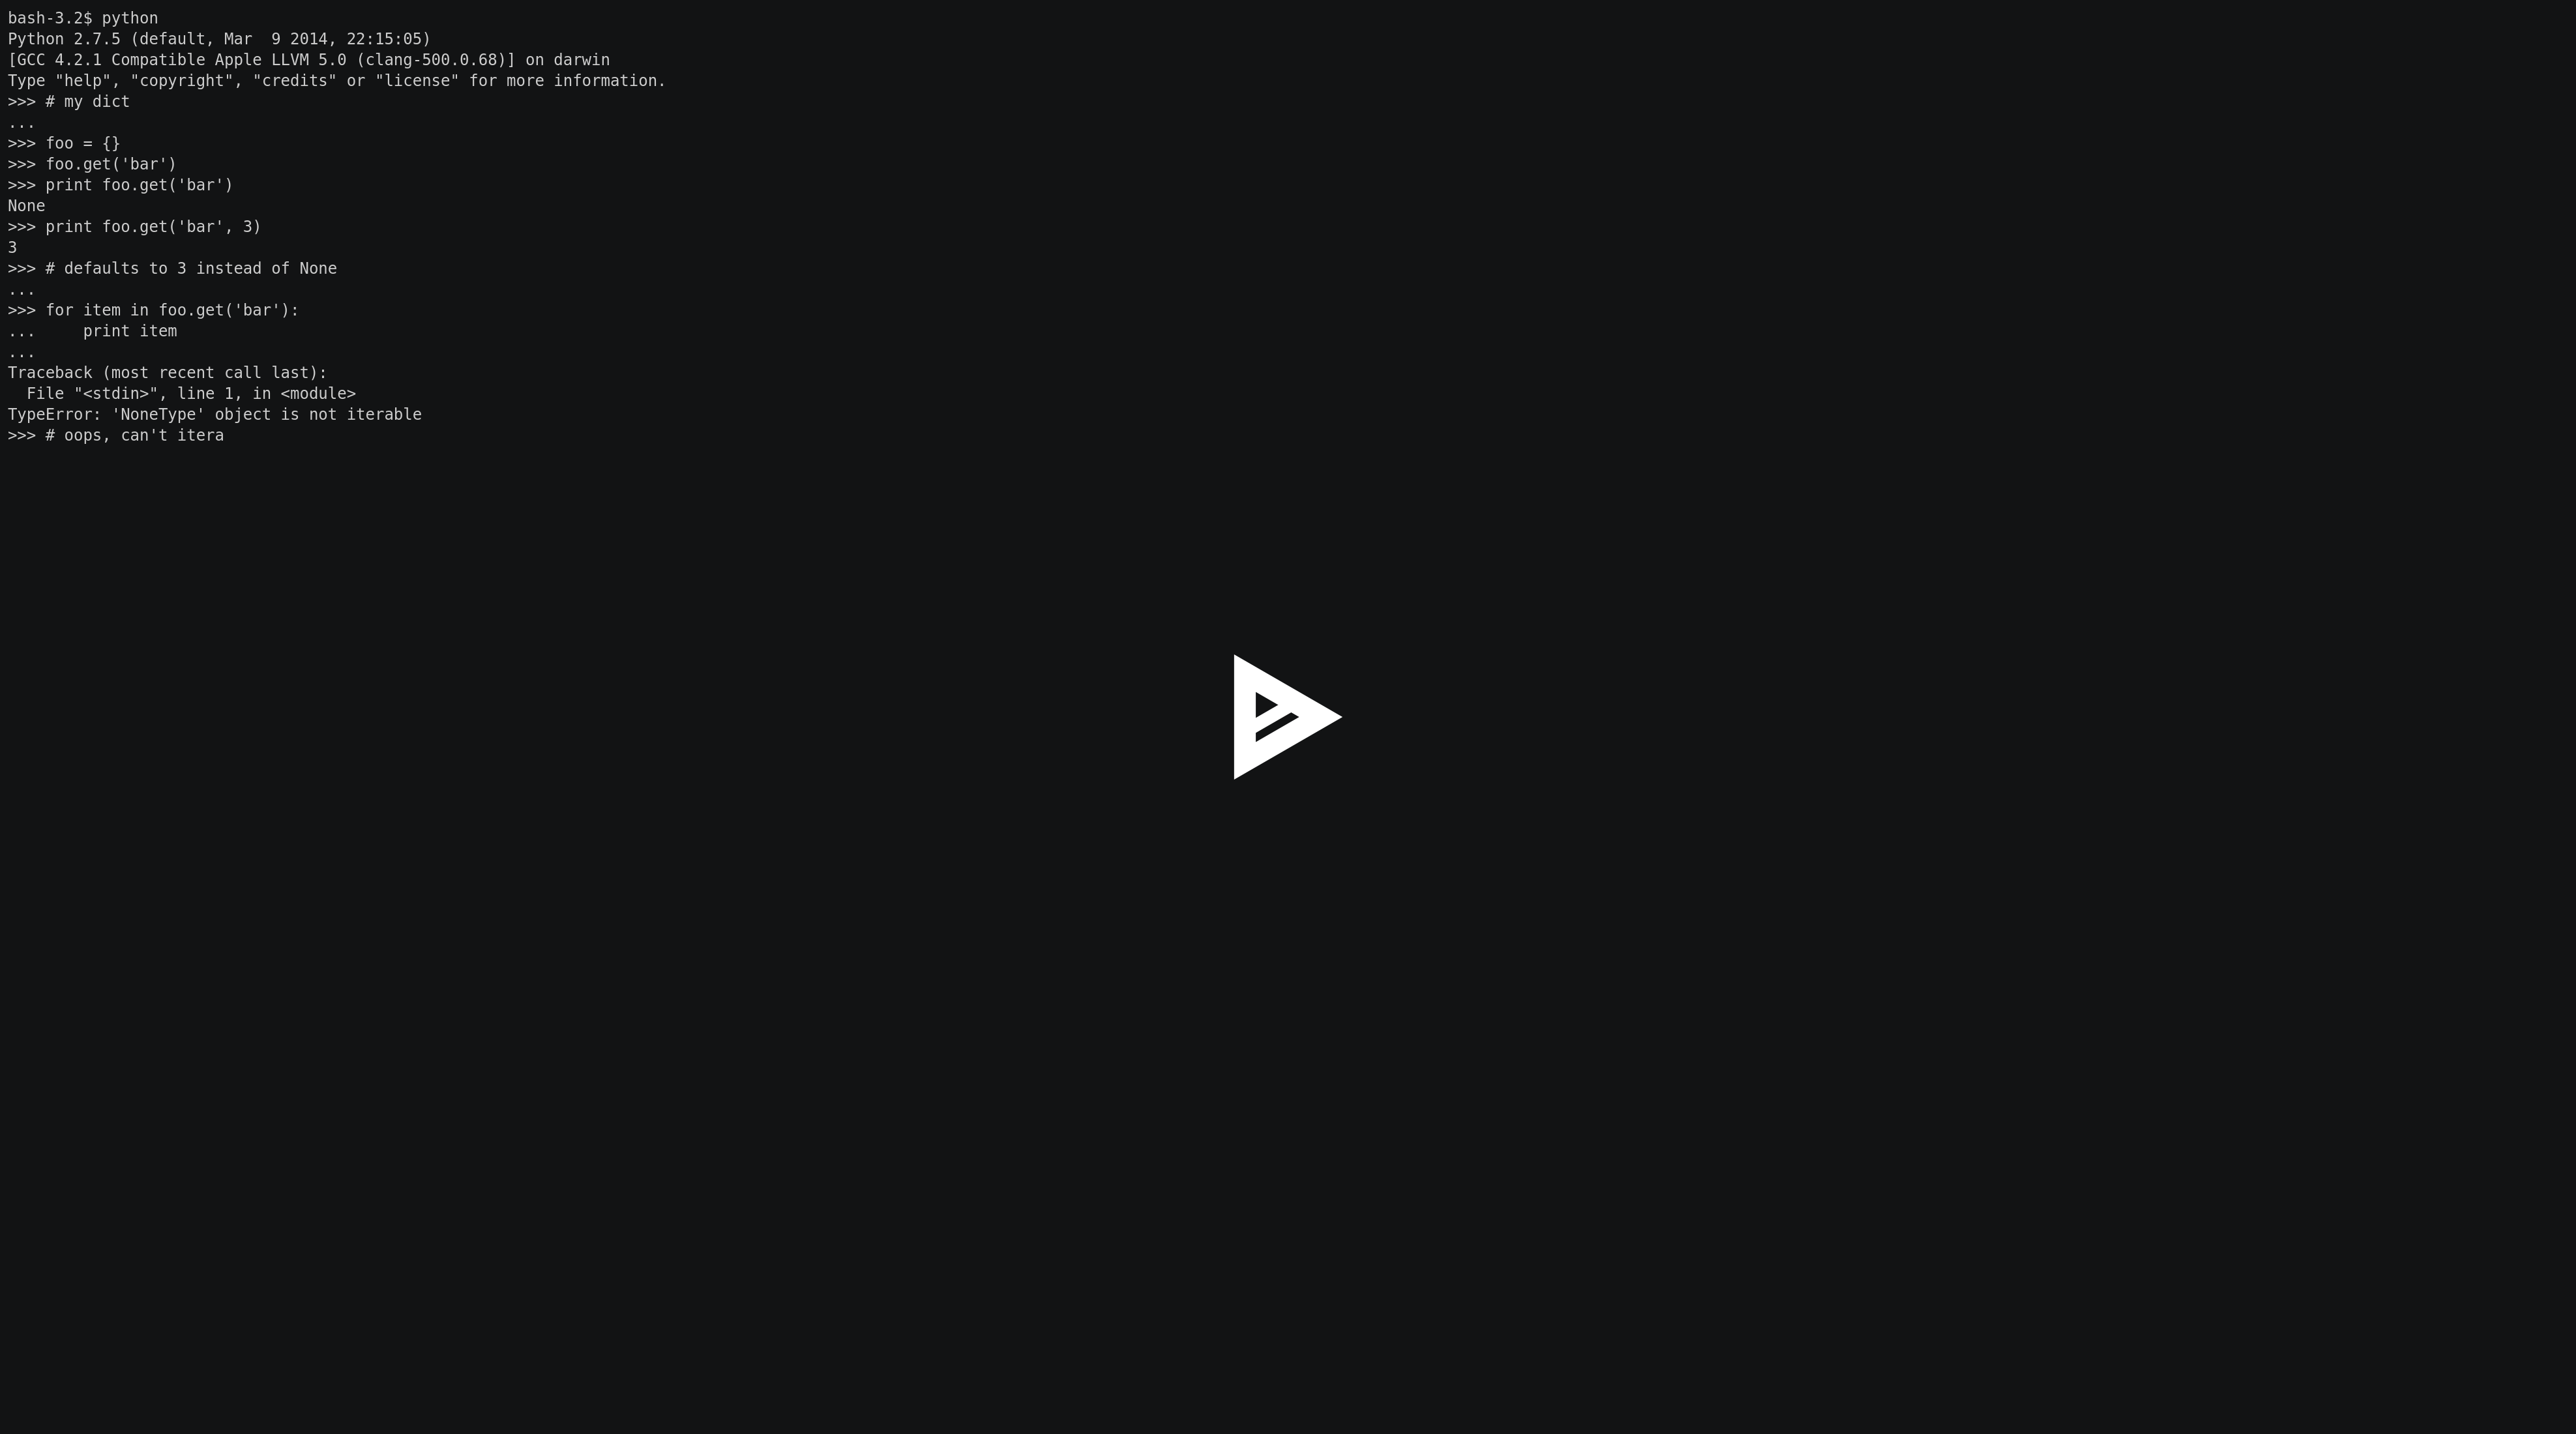 bash-3.2$ python
Python 2.7.5 (default, Mar  9 2014, 22:15:05)
[GCC 4.2.1 Compatible Apple LLVM 5.0 (clang-500.0.68)] on darwin
Type "help", "copyright", "credits" or "license" for more information.
>>> # my dict
...
>>> foo = {}
>>> foo.get('bar')
>>> print foo.get('bar')
None
>>> print foo.get('bar', 3)
3
>>> # defaults to 3 instead of None
...
>>> for item in foo.get('bar'):
...     print item
...
Traceback (most recent call last):
  File "<stdin>", line 1, in <module>
TypeError: 'NoneType' object is not iterable
>>> # oops, can't itera